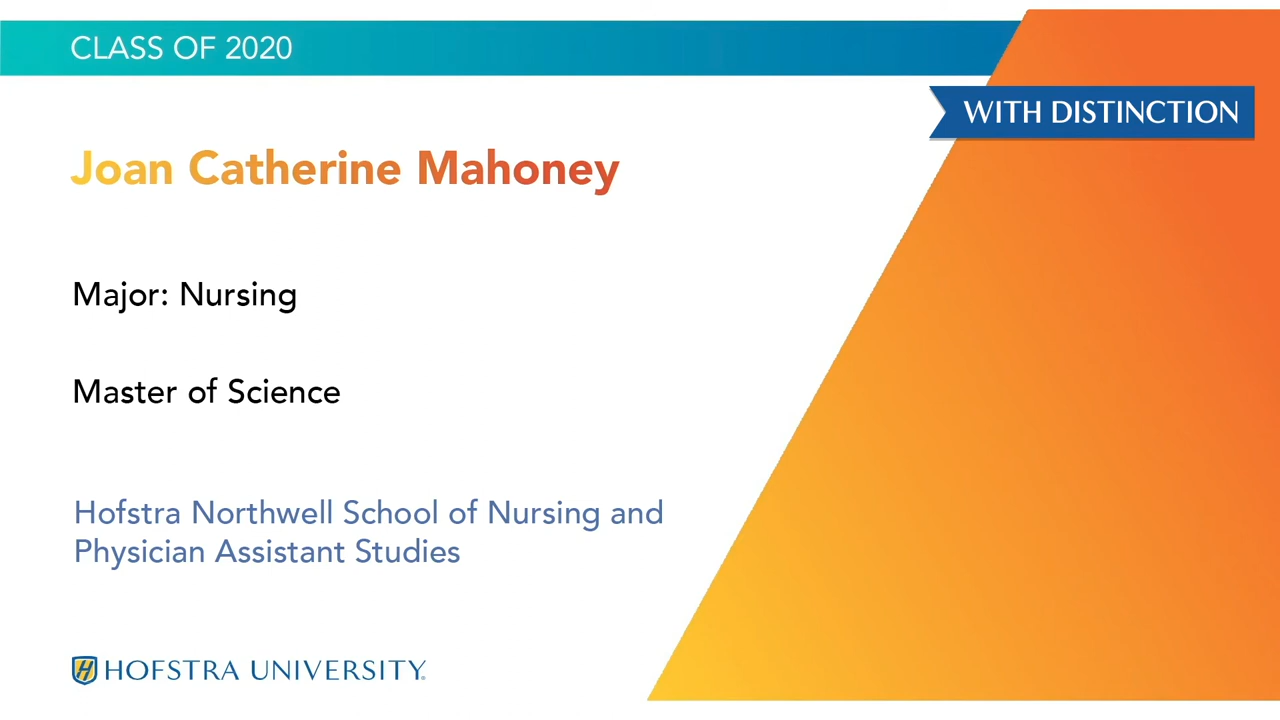 CLASS OF 2020
WITH DISTINCTION
Joan Catherine Mahoney
Major: Nursing
Master of Science
Hofstra Northwell School of Nursing and
Physician Assistant Studies
H HOFSTRA UNIVERSITY®